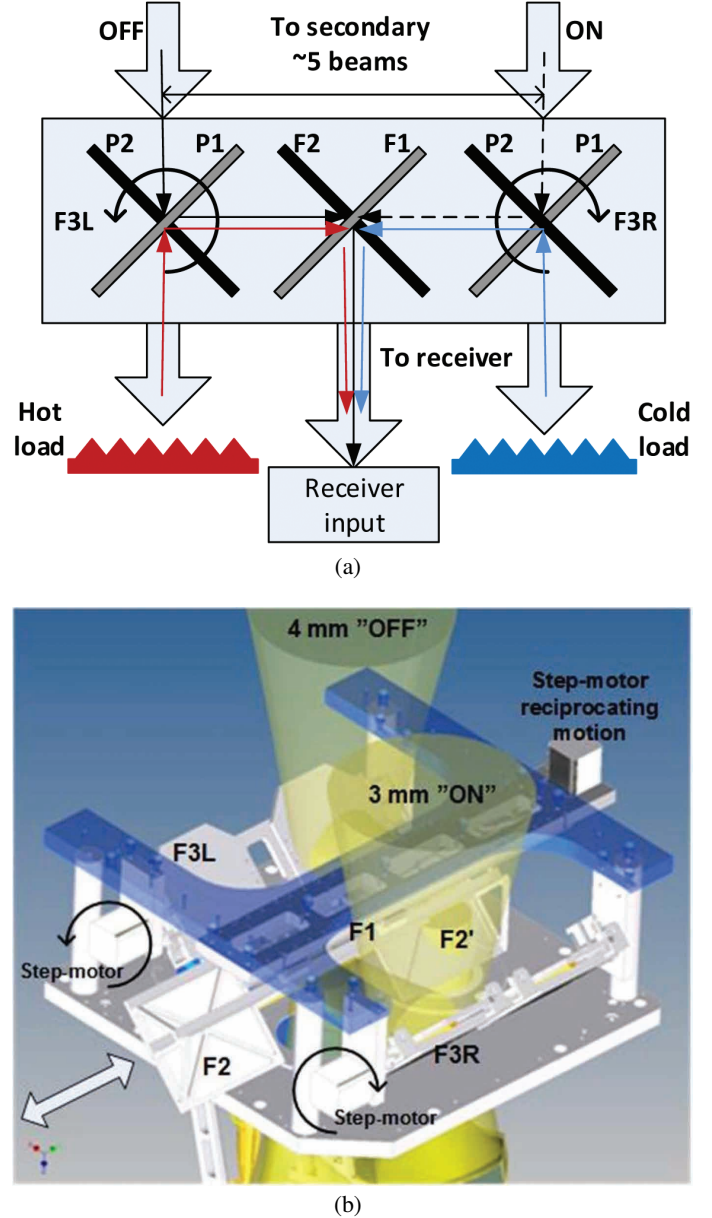 OFF
To secondary
~5 beams
ON
P2
P1
F2
F1
P2
P1
F3L
F3R
To receiver
Hot
load
Cold
load
Receiver
input
(a)
4 mm ”OFF”
Step-motor
reciprocating
motion
3 mm ”ON”
F3L
F1
F2'
Step-motor
F2
F3R
Step-motor
(b)